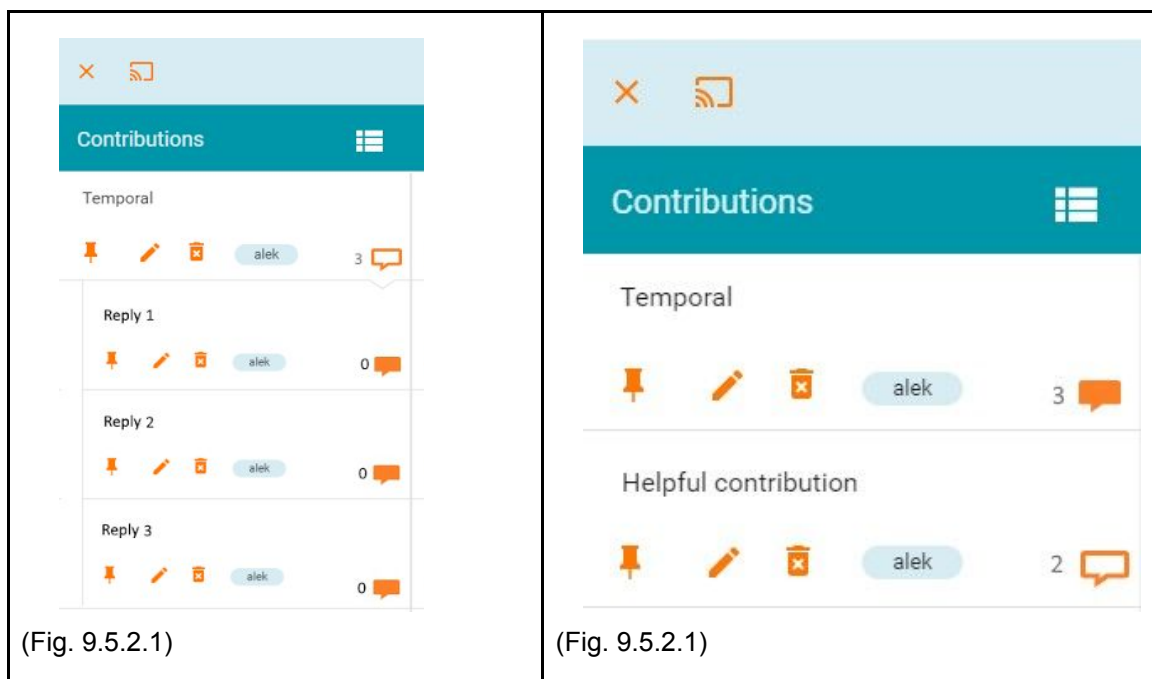 Contributions
Temporal
alek
3
Reply 1
alek
0
Reply 2
alek
0
Reply 3
alek
0
(Fig. 9.5.2.1)
Contributions
Temporal
alek
3
Helpful contribution
alek
2
(Fig. 9.5.2.1)